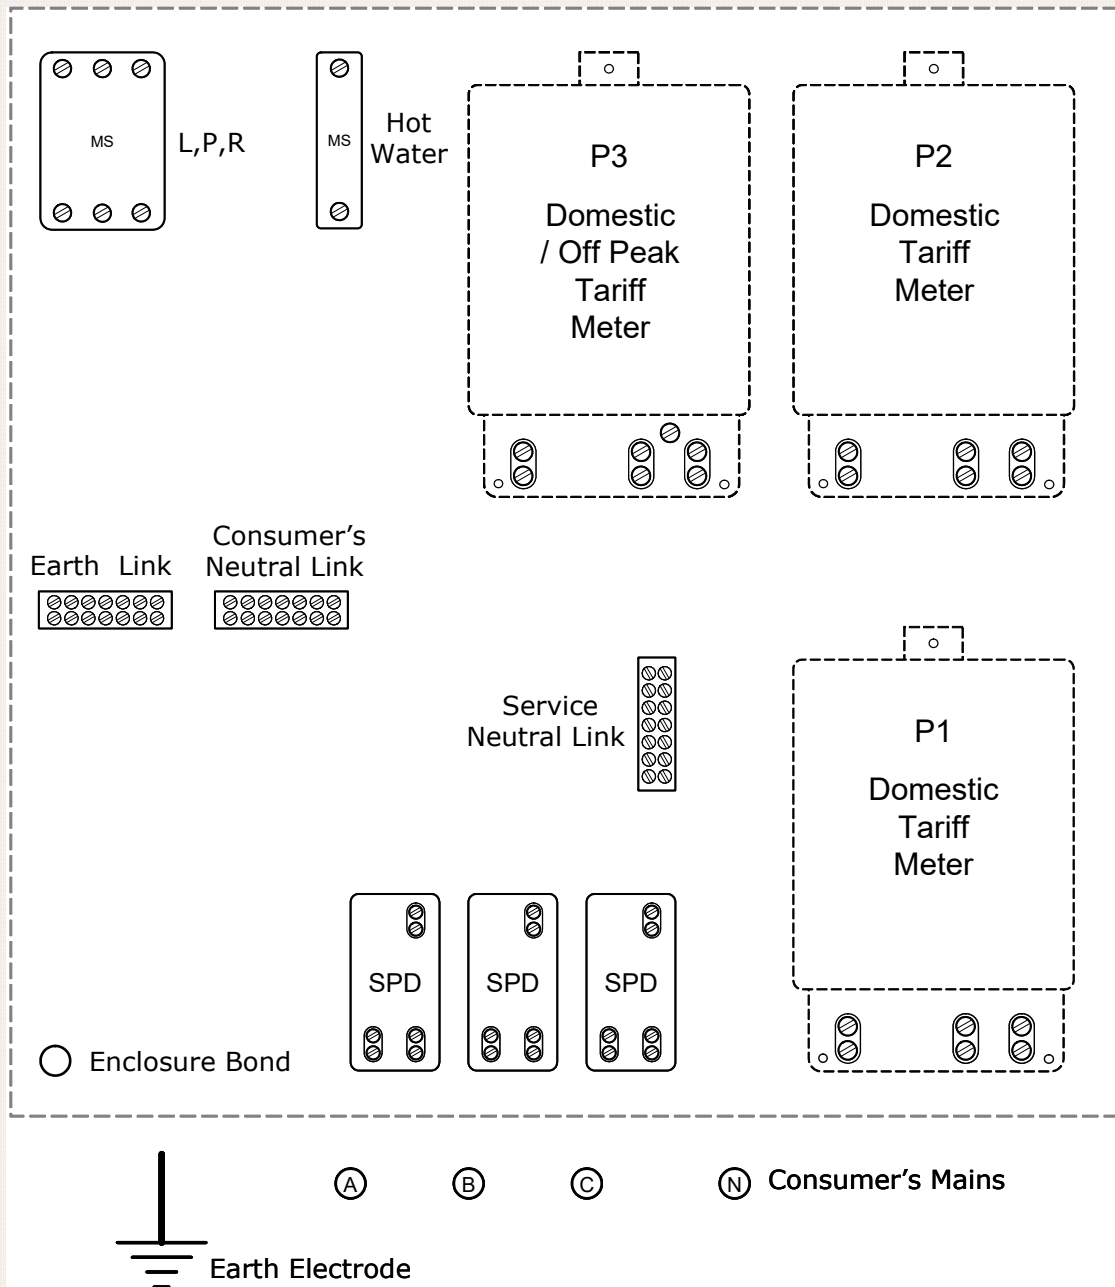 MS
L,P,R
MS
Hot
Water
P3
Domestic
/ Off Peak
Tariff
Meter
P2
Domestic
Tariff
Meter
Earth Link
Consumer’s
Neutral Link
Service
Neutral Link
P1
Domestic
Tariff
Meter
SPD
SPD
SPD
Enclosure Bond
A
B
C
N
Consumer’s Mains
Earth Electrode